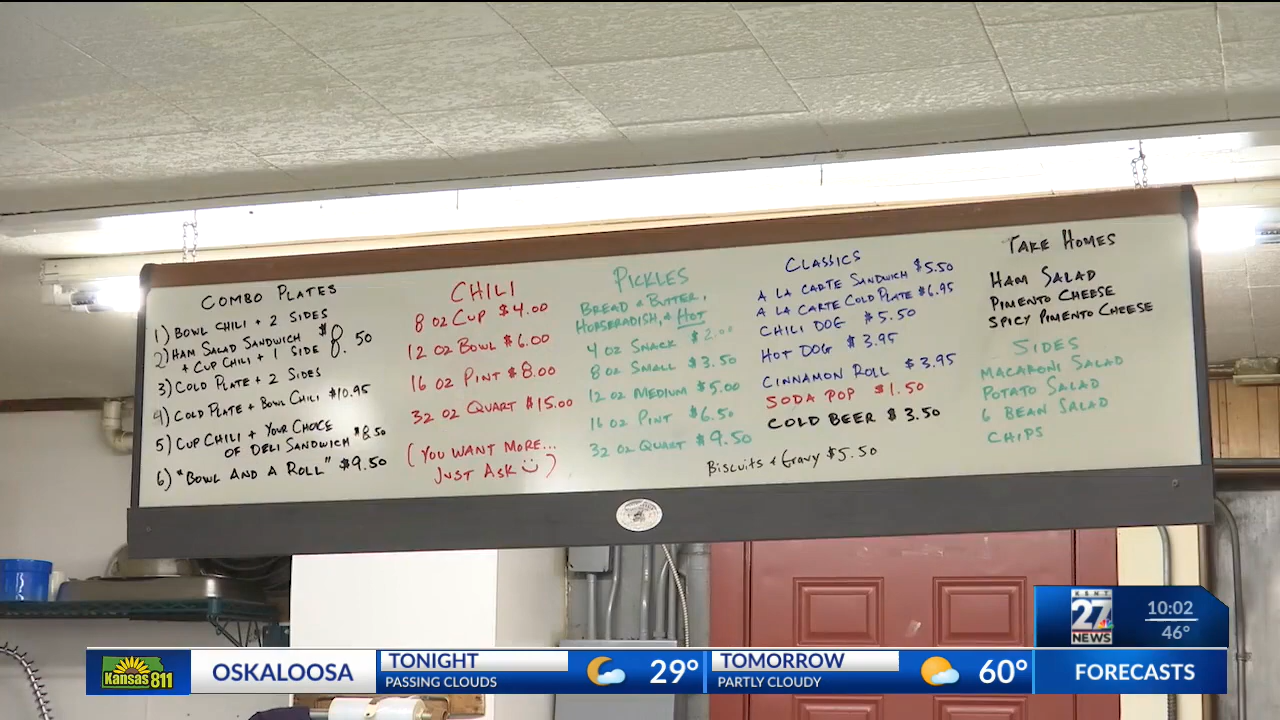 COMBO PLATES
1) BOWL CHILI + 2 SIDES
2) HAM SALAD SANDWICH
+ CUP CHILI + 1 SIDE $8.50
3) COLD PLATE + 2 SIDES
4) COLD PLATE + BOWL CHILI $10.95
5) CUP CHILI + YOUR CHOICE
OF DELI SANDWICH $8.50
6) "BOWL AND A ROLL" $9.50
CHILI
8 OZ CUP $4.00
12 OZ BOWL $6.00
16 OZ PINT $8.00
32 OZ QUART $15.00
(YOU WANT MORE...
JUST ASK ☺)
PICKLES
BREAD & BUTTER,
HORSERADISH, & HOT
4 OZ SNACK $2.00
8 OZ SMALL $3.50
12 OZ MEDIUM $5.00
16 OZ PINT $6.50
32 OZ QUART $9.50
CLASSICS
A LA CARTE SANDWICH $5.50
A LA CARTE COLD PLATE $6.95
CHILI DOG $5.50
HOT DOG $3.95
CINNAMON ROLL $3.95
SODA POP $1.50
COLD BEER $3.50
Biscuits & Gravy $5.50
TAKE HOMES
HAM SALAD
PIMENTO CHEESE
SPICY PIMENTO CHEESE
SIDES
MACARONI SALAD
POTATO SALAD
6 BEAN SALAD
CHIPS
KSNT
27
NEWS
10:02
46°
Kansas 811
OSKALOOSA
TONIGHT
PASSING CLOUDS
29°
TOMORROW
PARTLY CLOUDY
60°
FORECASTS